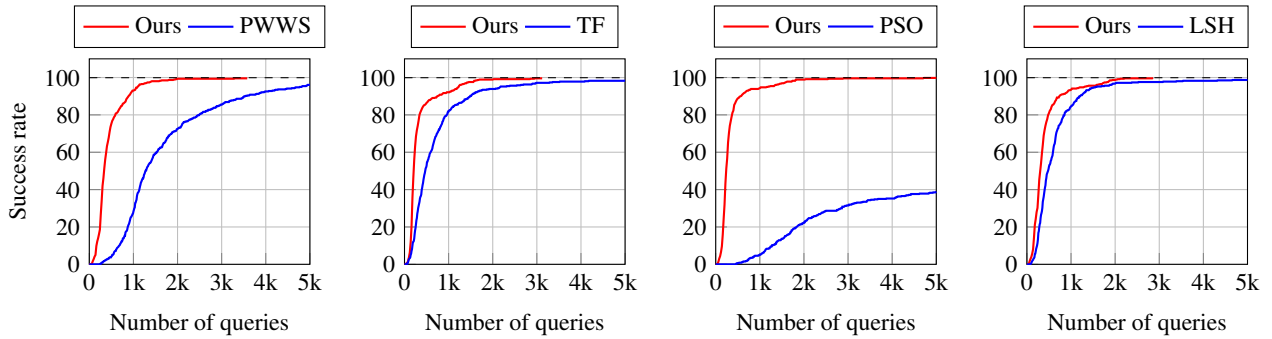 Ours PWWS
Ours TF
Ours PSO
Ours LSH
Success rate
100
80
60
40
20
0
0 1k 2k 3k 4k 5k
Number of queries
100
80
60
40
20
0
0 1k 2k 3k 4k 5k
Number of queries
100
80
60
40
20
0
0 1k 2k 3k 4k 5k
Number of queries
100
80
60
40
20
0
0 1k 2k 3k 4k 5k
Number of queries